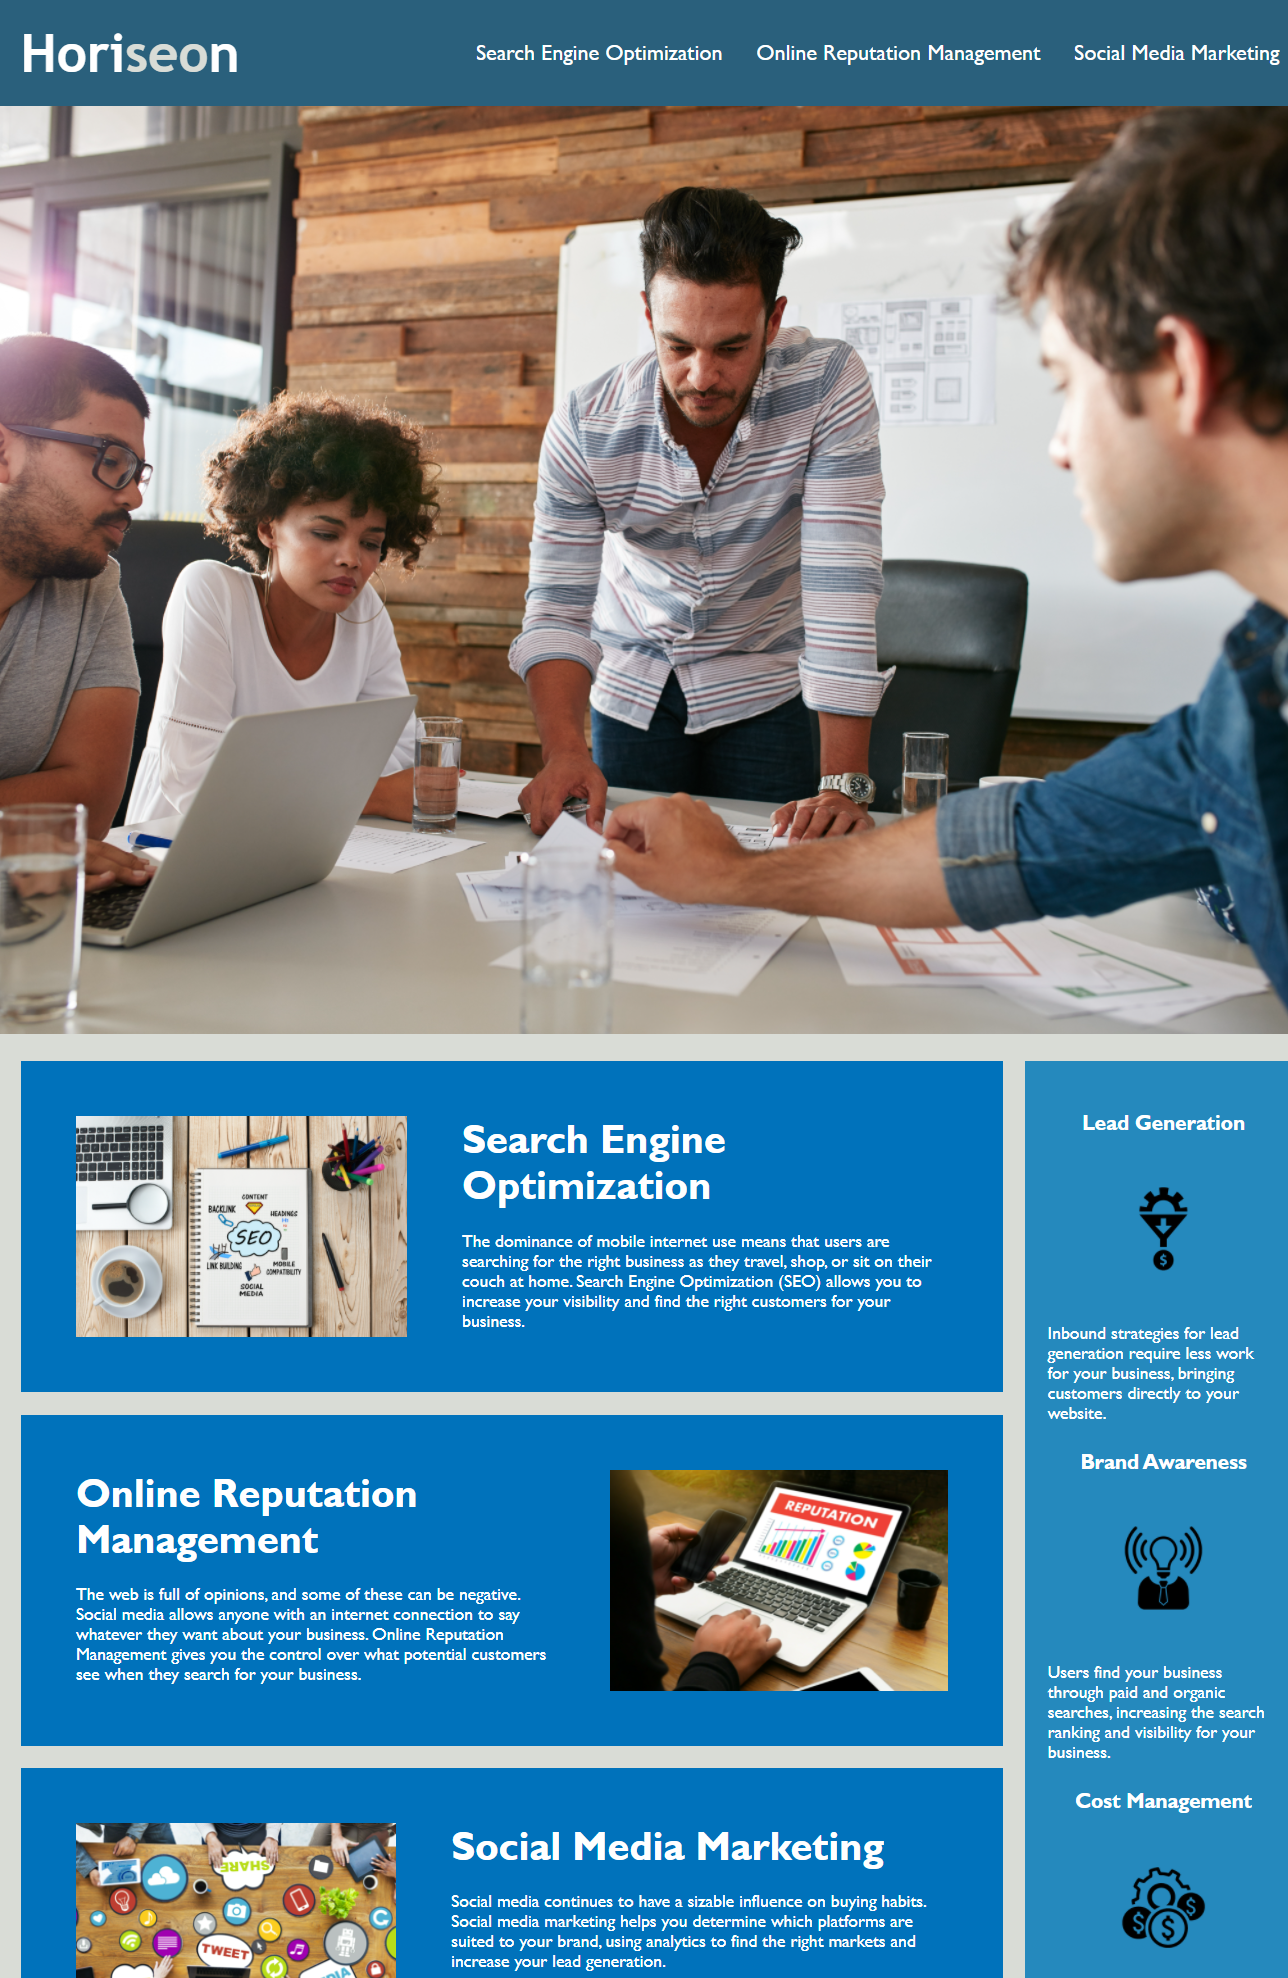 Horiseon
Search Engine Optimization
Online Reputation Management
Social Media Marketing
CONTENT
BACKLINK
HEADINGS
SEO
LINK BUILDING
MOBILE
COMPATIBILITY
SOCIAL
MEDIA
Search Engine
Optimization
The dominance of mobile internet use means that users are
searching for the right business as they travel, shop, or sit on their
couch at home. Search Engine Optimization (SEO) allows you to
increase your visibility and find the right customers for your
business.
Online Reputation
Management
The web is full of opinions, and some of these can be negative.
Social media allows anyone with an internet connection to say
whatever they want about your business. Online Reputation
Management gives you the control over what potential customers
see when they search for your business.
REPUTATION
SHARE
TWEET
Social Media Marketing
Social media continues to have a sizable influence on buying habits.
Social media marketing helps you determine which platforms are
suited to your brand, using analytics to find the right markets and
increase your lead generation.
Lead Generation
$
Inbound strategies for lead
generation require less work
for your business, bringing
customers directly to your
website.
Brand Awareness
Users find your business
through paid and organic
searches, increasing the search
ranking and visibility for your
business.
Cost Management
$ $ $